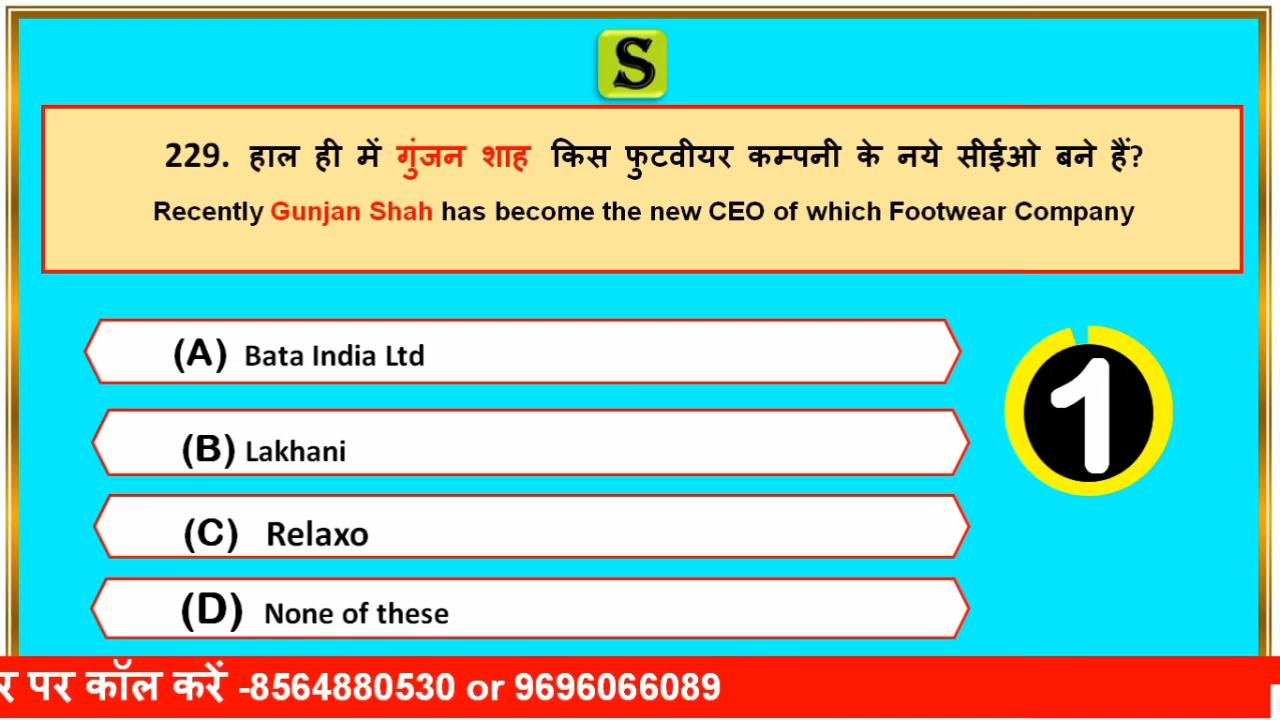 S
229. हाल ही में गुंजन शाह किस फुटवीयर कम्पनी के नये सीईओ बने हैं?
Recently Gunjan Shah has become the new CEO of which Footwear Company
(A) Bata India Ltd
1
(B) Lakhani
(C) Relaxo
(D) None of these
र पर कॉल करें -8564880530 or 9696066089